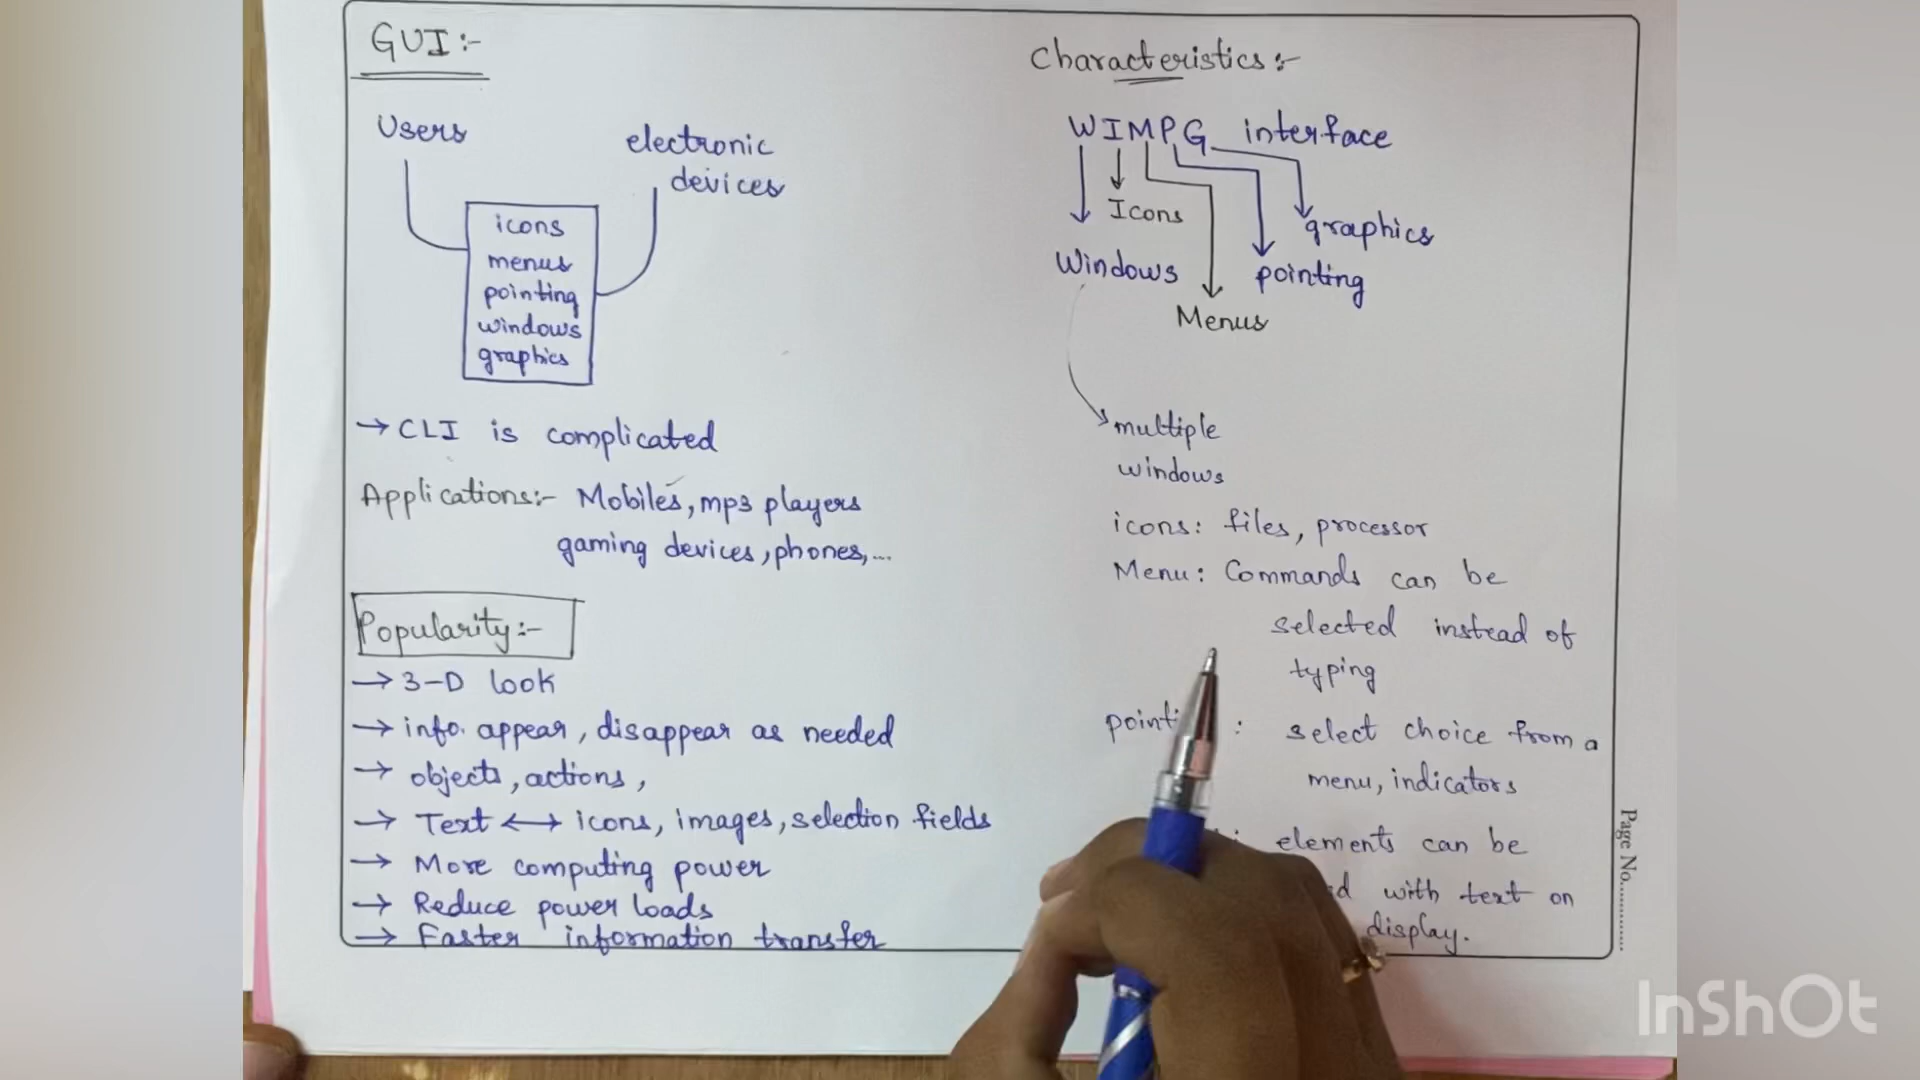 GUI:-
Users
electronic
devices
icons
menus
pointing
windows
graphics
→ CLI is complicated
Applications:- Mobiles, mp3 players
gaming devices, phones,...
Popularity:-
→ 3-D look
→ info. appear, disappear as needed
→ objects, actions,
→ Text ↔ icons, images, selection fields
→ More computing power
→ Reduce power loads
→ Faster information transfer
Characteristics:-
WIMPG interface
Icons
graphics
Windows
pointing
Menus
multiple
windows
icons: files, processor
Menu: Commands can be
selected instead of
typing
: select choice from a
menu, indicators
elements can be
with text on
display.
Page No.............
InShOt